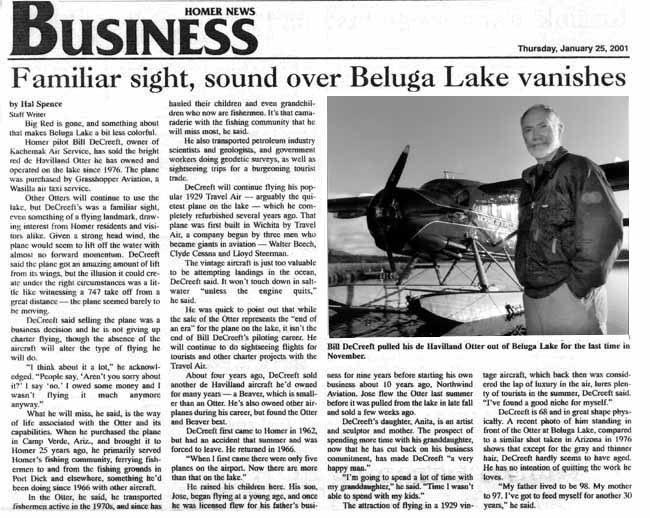 HOMER NEWS
BUSINESS
Thursday, January 25, 2001
Familiar sight, sound over Beluga Lake vanishes
by Hal Spence
Staff Writer
Big Red is gone, and something about
that makes Beluga Lake a bit less colorful.
Homer pilot Bill DeCreeft, owner of
Kachemak Air Service, has sold the bright
red de Havilland Otter he has owned and
operated on the lake since 1976. The plane
was purchased by Grasshopper Aviation, a
Wasilla air taxi service.
Other Otters will continue to use the
lake, but DeCreeft's was a familiar sight,
even something of a flying landmark, draw-
ing interest from Homer residents and visi-
tors alike. Given a strong head wind, the
plane would seem to lift off the water with
almost no forward momentum. DeCreeft
said the plane got an amazing amount of lift
from its wings, but the illusion it could cre-
ate under the right circumstances was a lit-
tle like witnessing a 747 take off from a
great distance — the plane seemed barely to
be moving.
DeCreeft said selling the plane was a
business decision and he is not giving up
charter flying, though the absence of the
aircraft will alter the type of flying he
will do.
"I think about it a lot," he acknowl-
edged. "People say, 'Aren't you sorry about
it?' I say 'no.' I owed some money and I
wasn't flying it much anymore
anyway."
What he will miss, he said, is the way
of life associated with the Otter and its
capabilities. When he purchased the plane
in Camp Verde, Ariz., and brought it to
Homer 25 years ago, he primarily served
Homer's fishing community, ferrying fish-
ermen to and from the fishing grounds in
Port Dick and elsewhere, something he'd
been doing since 1966 with other aircraft.
In the Otter, he said, he transported
fishermen active in the 1970s, and since has
hauled their children and even grandchil-
dren who now are fishermen. It's that cama-
raderie with the fishing community that he
will miss most, he said.
He also transported petroleum industry
scientists and geologists, and government
workers doing geodetic surveys, as well as
sightseeing trips for a burgeoning tourist
trade.
DeCreeft will continue flying his pop-
ular 1929 Travel Air — arguably the qui-
etest plane on the lake — which he com-
pletely refurbished several years ago. That
plane was first built in Wichita by Travel
Air, a company begun by three men who
became giants in aviation — Walter Beech,
Clyde Cessna and Lloyd Steerman.
The vintage aircraft is just too valuable
to be attempting landings in the ocean,
DeCreeft said. It won't touch down in salt-
water "unless the engine quits,"
he said.
He was quick to point out that while
the sale of the Otter represents the "end of
an era" for the plane on the lake, it isn't the
end of Bill DeCreeft's piloting career. He
will continue to do sightseeing flights for
tourists and other charter projects with the
Travel Air.
About four years ago, DeCreeft sold
another de Havilland aircraft he'd owned
for many years — a Beaver, which is small-
er than an Otter. He's also owned other air-
planes during his career, but found the Otter
and Beaver best.
DeCreeft first came to Homer in 1962,
but had an accident that summer and was
forced to leave. He returned in 1966.
"When I first came there were only five
planes on the airport. Now there are more
than that on the lake."
He raised his children here. His son,
Jose, began flying at a young age, and once
he was licensed flew for his father's busi-
Bill DeCreeft pulled his de Havilland Otter out of Beluga Lake for the last time in
November.
ness for nine years before starting his own
business about 10 years ago, Northwind
Aviation. Jose flew the Otter last summer
before it was pulled from the lake in late fall
and sold a few weeks ago.
DeCreeft's daughter, Anita, is an artist
and sculptor and mother. The prospect of
spending more time with his granddaughter,
now that he has cut back on his business
commitment, has made DeCreeft "a very
happy man."
"I'm going to spend a lot of time with
my granddaughter," he said. "Time I wasn't
able to spend with my kids."
The attraction of flying in a 1929 vin-
tage aircraft, which back then was consid-
ered the lap of luxury in the air, lures plen-
ty of tourists in the summer, DeCreeft said.
"I've found a good niche for myself."
DeCreeft is 68 and in great shape phys-
ically. A recent photo of him standing in
front of the Otter at Beluga Lake, compared
to a similar shot taken in Arizona in 1976
shows that except for the gray and thinner
hair, DeCreeft hardly seems to have aged.
He has no intention of quitting the work he
loves.
"My father lived to be 98. My mother
to 97. I've got to feed myself for another 30
years," he said.